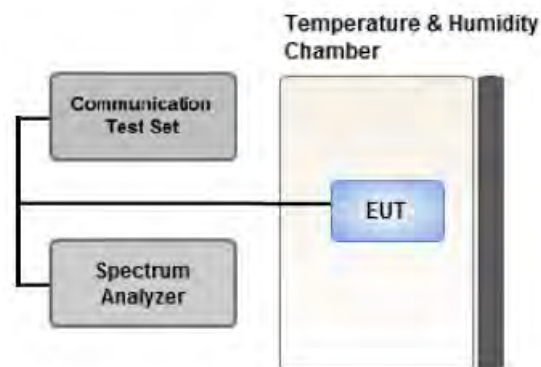 Temperature & Humidity
Chamber
Communication
Test Set
EUT
Spectrum
Analyzer